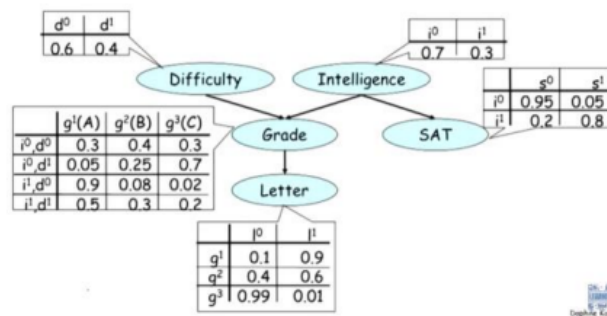 d⁰ d¹
0.6 0.4
i⁰ i¹
0.7 0.3
Difficulty
Intelligence
s⁰ s¹
i⁰ 0.95 0.05
i¹ 0.2 0.8
g¹(A) g²(B) g³(C)
i⁰,d⁰ 0.3 0.4 0.3
i⁰,d¹ 0.05 0.25 0.7
i¹,d⁰ 0.9 0.08 0.02
i¹,d¹ 0.5 0.3 0.2
Grade
SAT
Letter
l⁰ l¹
g¹ 0.1 0.9
g² 0.4 0.6
g³ 0.99 0.01
Daphne